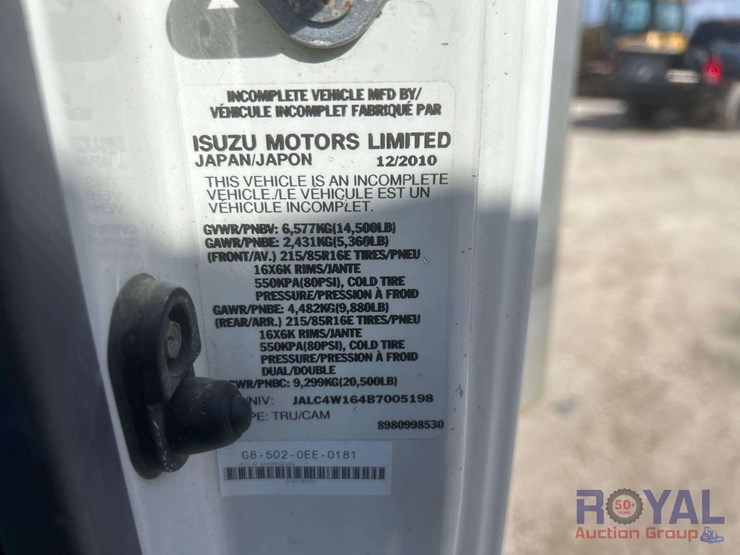 INCOMPLETE VEHICLE MFD BY/
VÉHICULE INCOMPLET FABRIQUÉ PAR
ISUZU MOTORS LIMITED
JAPAN/JAPON 12/2010
THIS VEHICLE IS AN INCOMPLETE
VEHICLE./LE VÉHICULE EST UN
VÉHICULE INCOMPLET.
GVWR/PNBV: 6,577KG(14,500LB)
GAWR/PNBE: 2,431KG(5,360LB)
(FRONT/AV.) 215/85R16E TIRES/PNEU
16X6K RIMS/JANTE
550KPA(80PSI), COLD TIRE
PRESSURE/PRESSION À FROID
GAWR/PNBE: 4,482KG(9,880LB)
(REAR/ARR.) 215/85R16E TIRES/PNEU
16X6K RIMS/JANTE
550KPA(80PSI), COLD TIRE
PRESSURE/PRESSION À FROID
DUAL/DOUBLE
CWR/PNBC: 9,299KG(20,500LB)
/NIV: JALC4W164B7005198
PE: TRU/CAM
8980998530
G8-502-0EE-0181
ROYAL
50+
YEARS
Auction Group